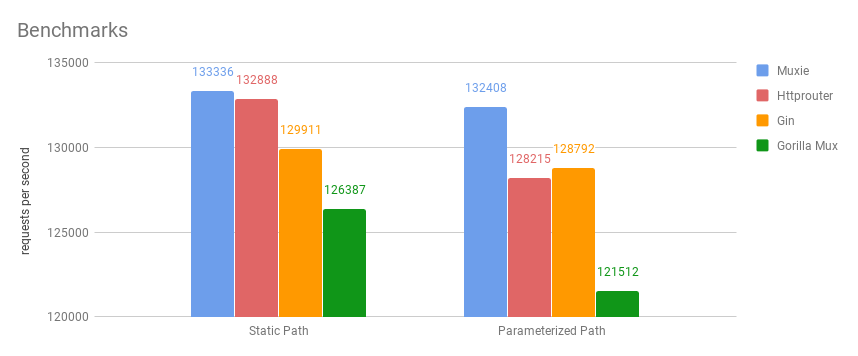 Benchmarks
135000
130000
125000
120000
requests per second
133336
132888
129911
126387
132408
128215
128792
121512
Static Path
Parameterized Path
Muxie
Httprouter
Gin
Gorilla Mux